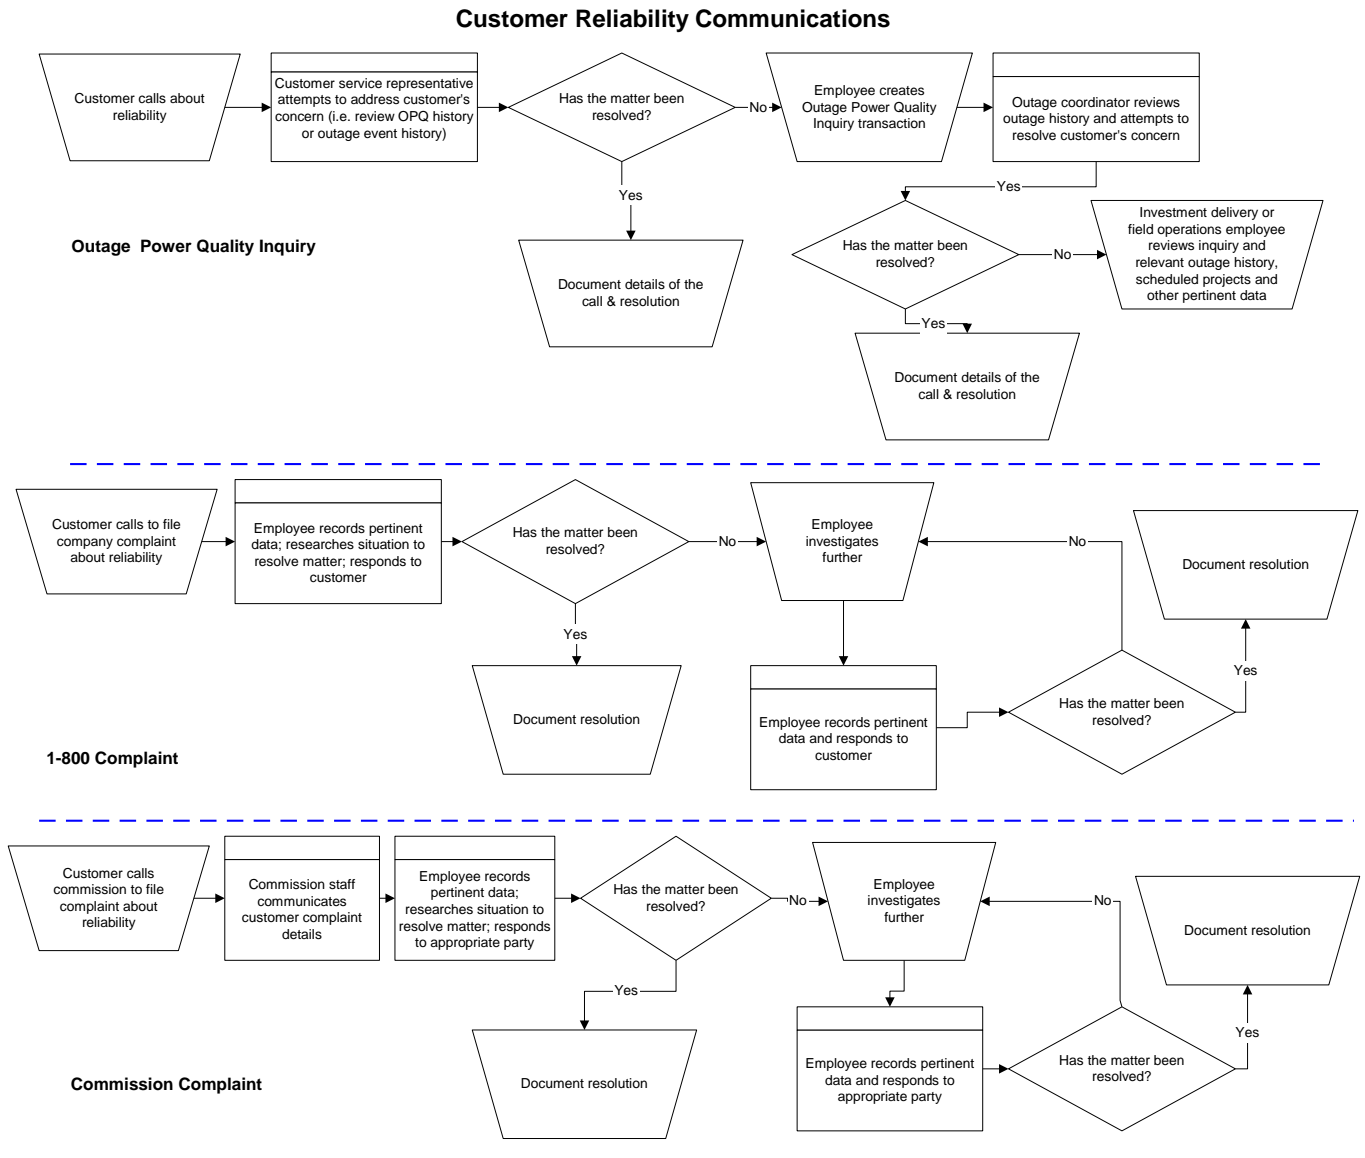 Customer Reliability Communications
Customer calls about
reliability
Customer service representative
attempts to address customer's
concern (i.e. review OPQ history
or outage event history)
Has the matter been
resolved?
No
Employee creates
Outage Power Quality
Inquiry transaction
Outage coordinator reviews
outage history and attempts to
resolve customer's concern
Yes
Yes
Outage  Power Quality Inquiry
Document details of the
call & resolution
Has the matter been
resolved?
No
Investment delivery or
field operations employee
reviews inquiry and
relevant outage history,
scheduled projects and
other pertinent data
Yes
Document details of the
call & resolution
Customer calls to file
company complaint
about reliability
Employee records pertinent
data; researches situation to
resolve matter; responds to
customer
Has the matter been
resolved?
No
Employee
investigates
further
No
Document resolution
Yes
Yes
Document resolution
Employee records pertinent
data and responds to
customer
Has the matter been
resolved?
1-800 Complaint
Customer calls
commission to file
complaint about
reliability
Commission staff
communicates
customer complaint
details
Employee records
pertinent data;
researches situation to
resolve matter; responds
to appropriate party
Has the matter been
resolved?
No
Employee
investigates
further
No
Document resolution
Yes
Yes
Document resolution
Employee records pertinent
data and responds to
appropriate party
Has the matter been
resolved?
Commission Complaint